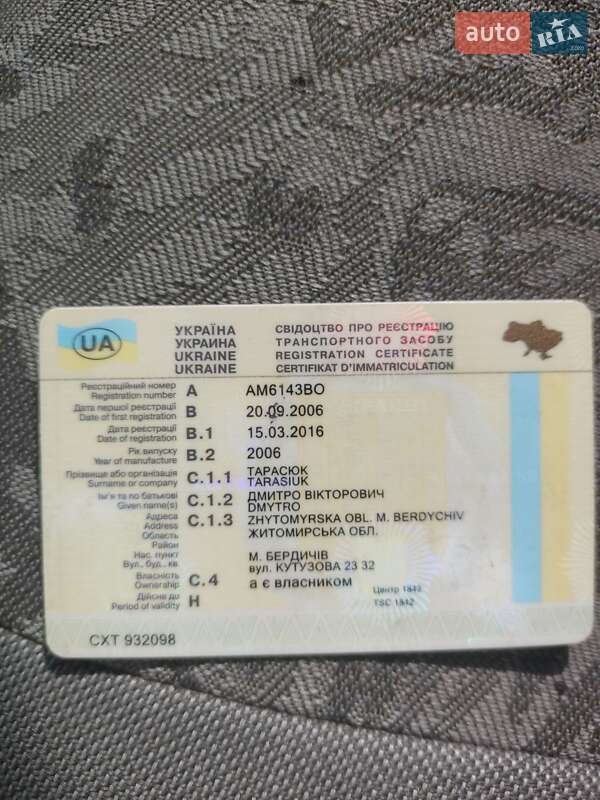 auto RIA .com
УКРАЇНА СВІДОЦТВО ПРО РЕЄСТРАЦІЮ
УКРАИНА ТРАНСПОРТНОГО ЗАСОБУ
UKRAINE REGISTRATION CERTIFICATE
UKRAINE CERTIFICAT D'IMMATRICULATION
UA
Реєстраційний номер
Registration number A AM6143BO
Дата першої реєстрації
Date of first registration B 20.09.2006
Дата реєстрації
Date of registration B.1 15.03.2016
Рік випуску
Year of manufacture B.2 2006
Прізвище або організація
Surname or company C.1.1 ТАРАСЮК
TARASIUK
Ім'я та по батькові
Given name(s) C.1.2 ДМИТРО ВІКТОРОВИЧ
DMYTRO
Адреса
Address C.1.3 ZHYTOMYRSKA OBL. M. BERDYCHIV
Область ЖИТОМИРСЬКА ОБЛ.
Район
Нас. пункт М. БЕРДИЧІВ
Вул., буд., кв. вул. КУТУЗОВА 23 32
Власність
Ownership C.4 а є власником
Дійсне до
Period of validity H
Центр 1842
TSC 1842
CXT 932098